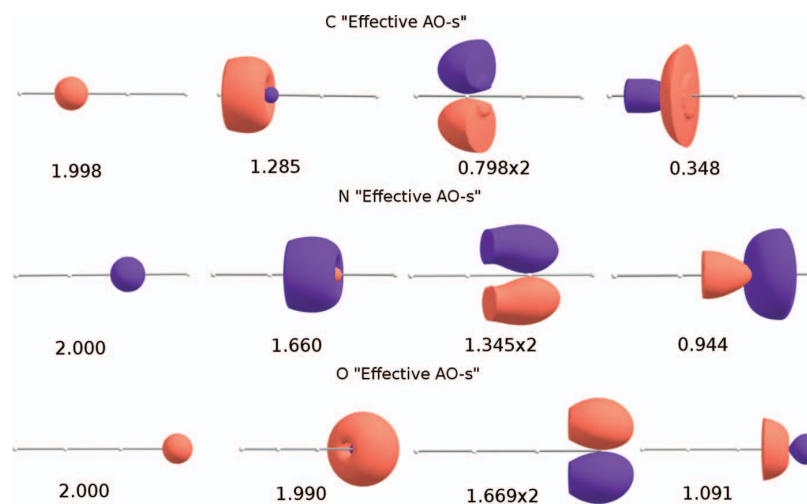 C "Effective AO-s"
1.998 1.285 0.798x2 0.348
N "Effective AO-s"
2.000 1.660 1.345x2 0.944
O "Effective AO-s"
2.000 1.990 1.669x2 1.091